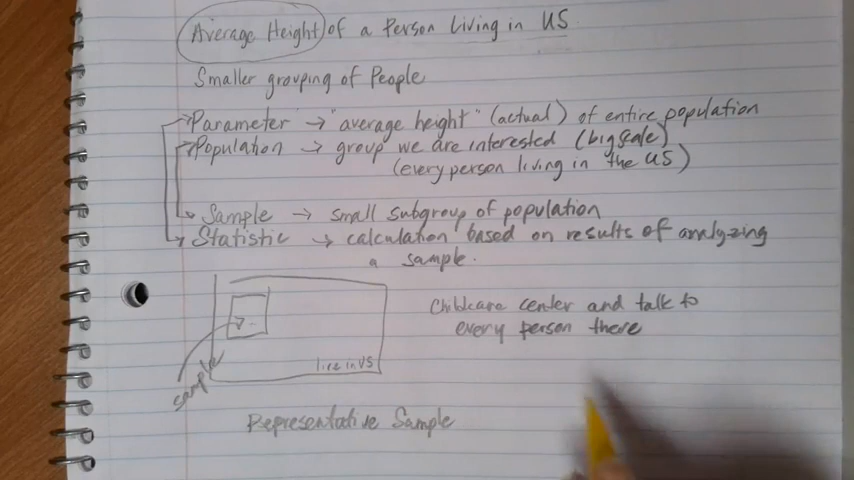 Average Height of a Person Living in US
Smaller grouping of People
Parameter → "average height" (actual) of entire population
Population → group we are interested (big scale)
(every person living in the US)
Sample → small subgroup of population
Statistic → calculation based on results of analyzing
a sample.
Childcare center and talk to
every person there
live in US
sample
Representative Sample